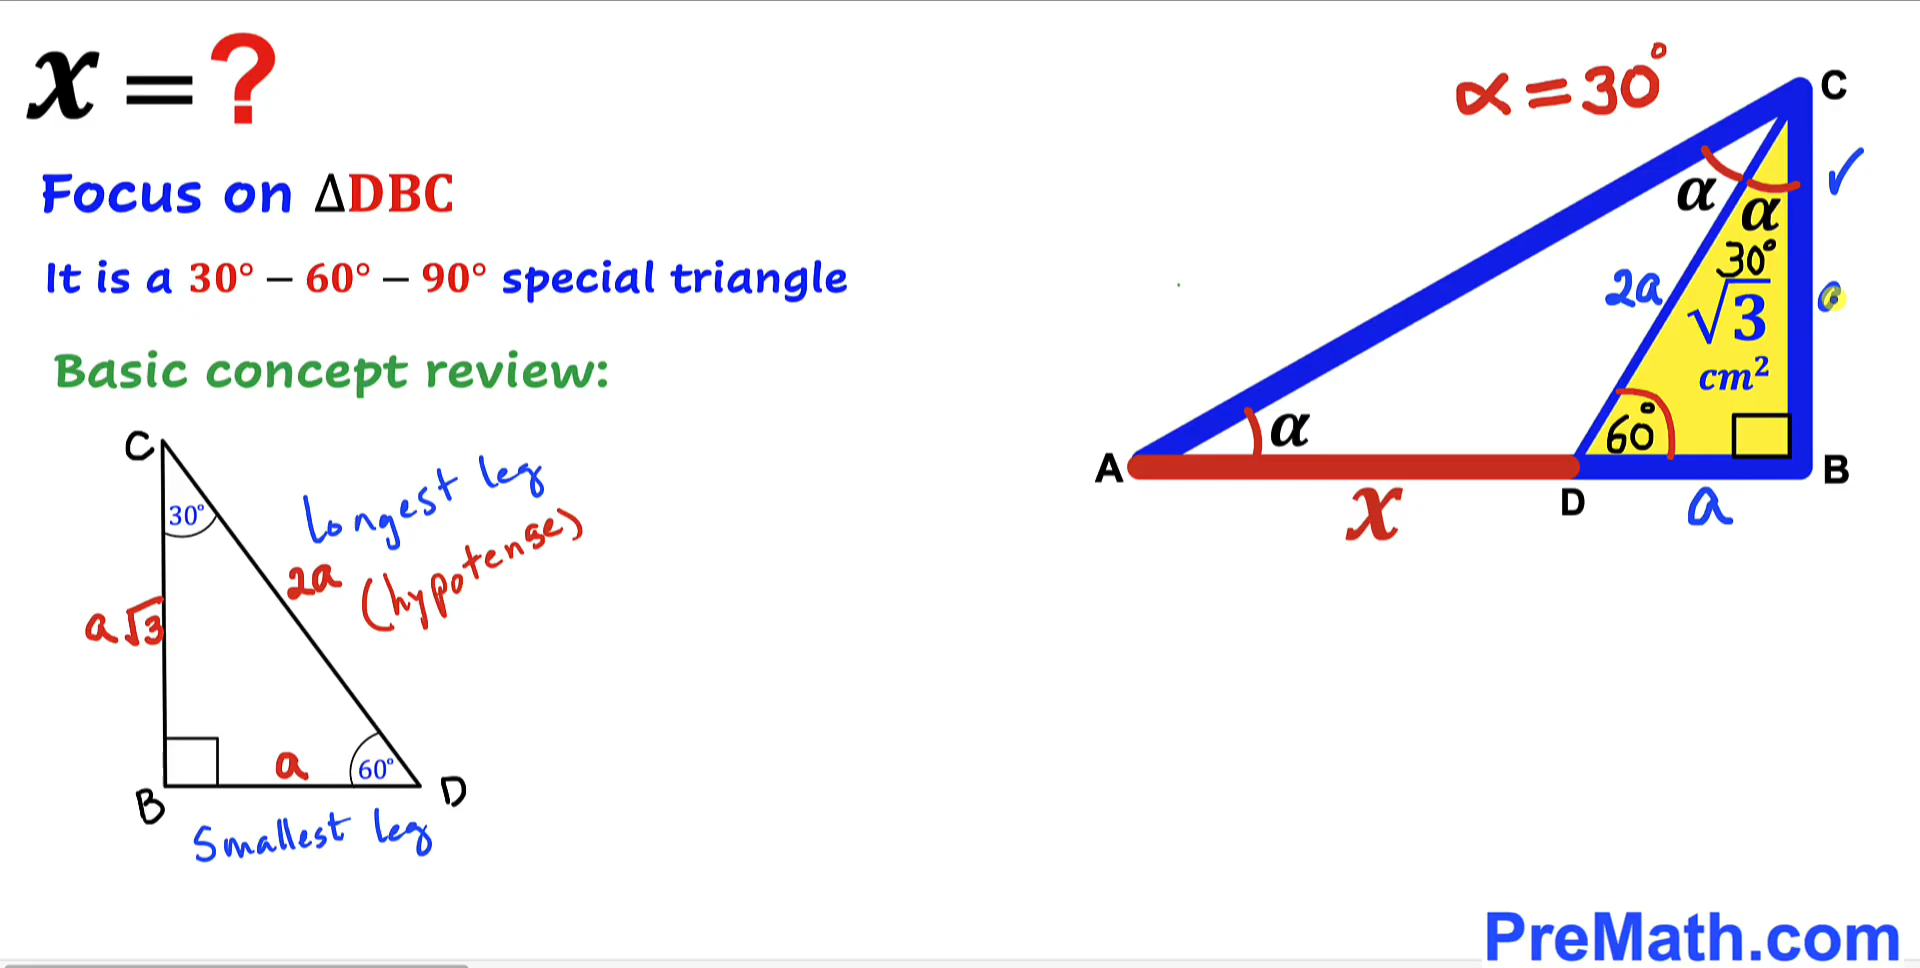 x = ?
Focus on ΔDBC
It is a 30° – 60° – 90° special triangle
Basic concept review:
C
30°
Longest leg
2a (hypotense)
a√3
a
60°
B
D
Smallest leg
α = 30°
C
α
α
30°
2a
√3
cm²
α
60°
A
B
x
D
a
PreMath.com